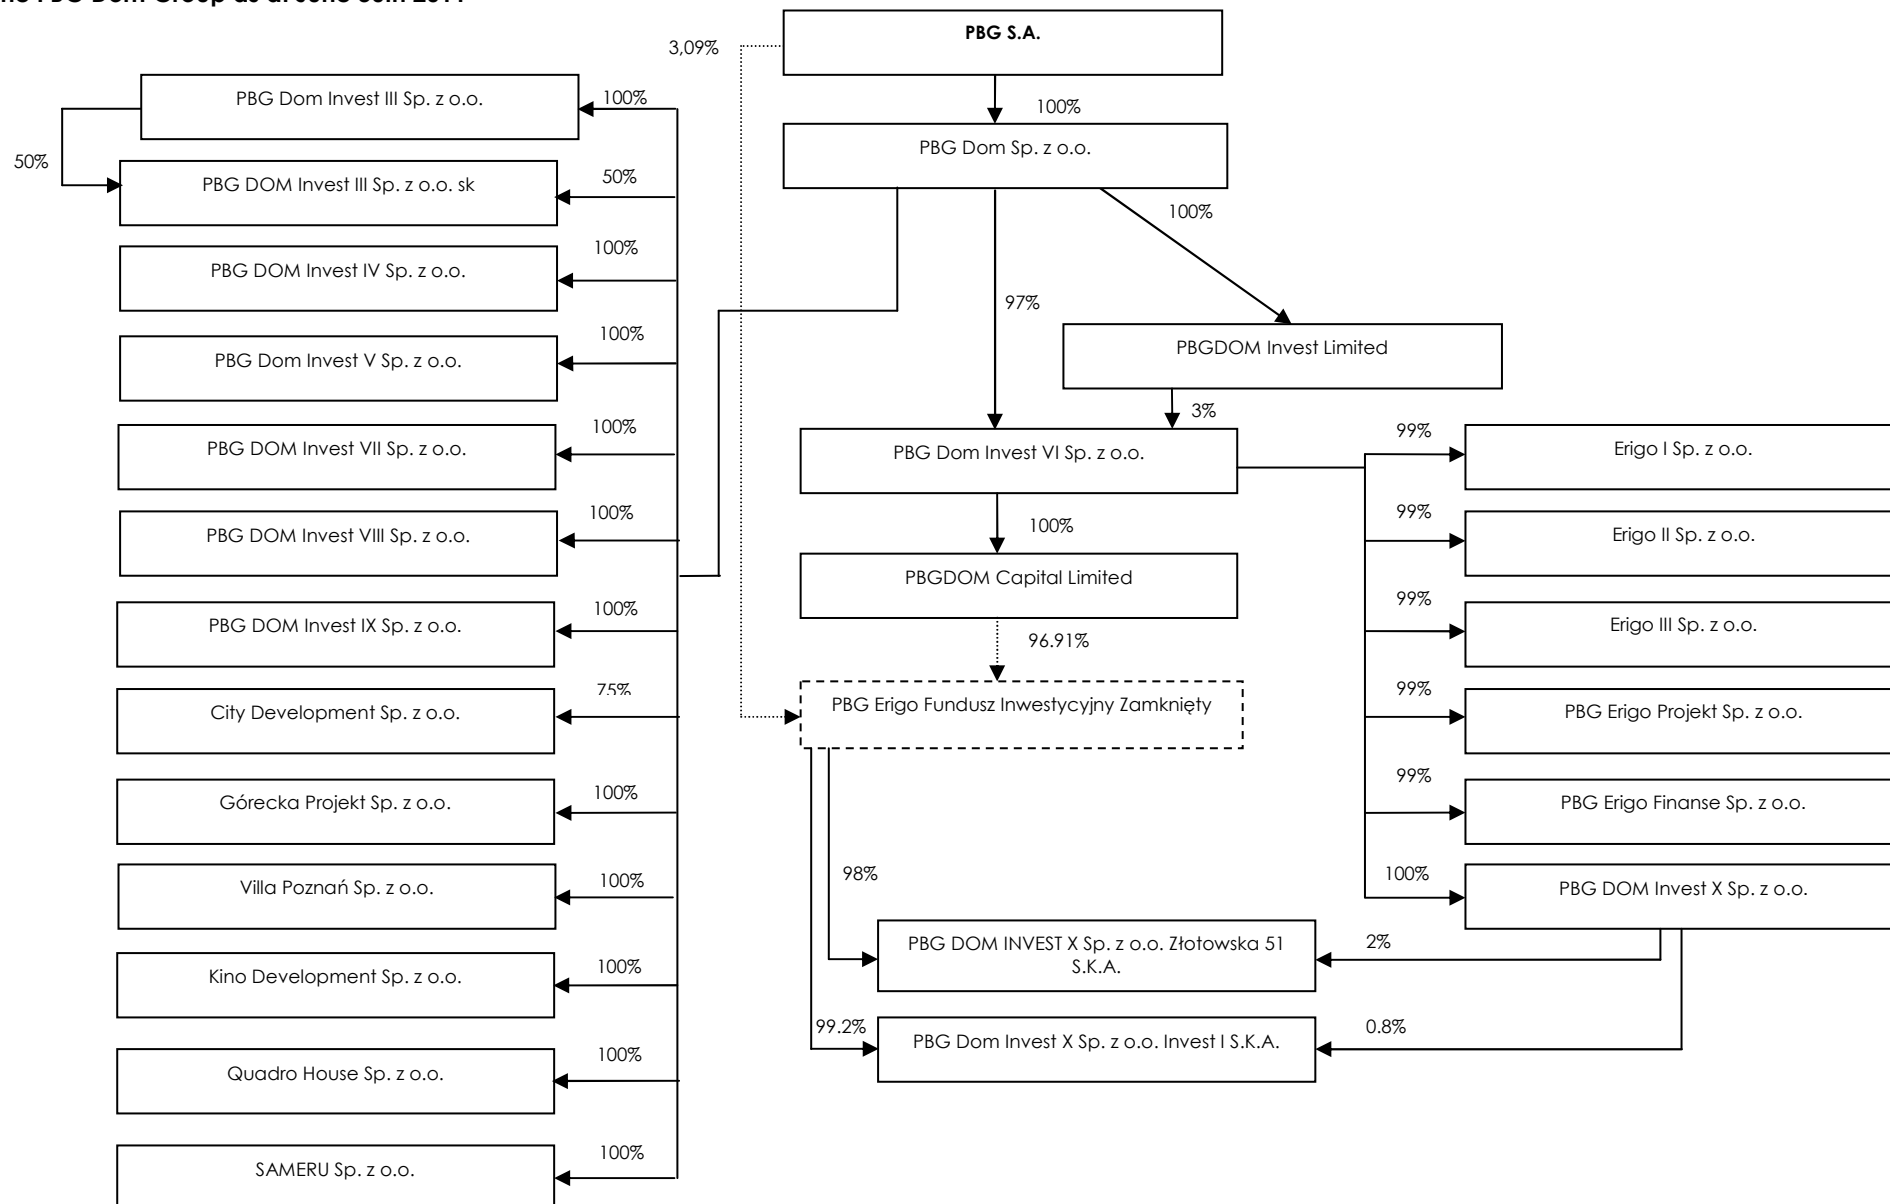 PBG S.A.
3,09%
PBG Dom Invest III Sp. z o.o.
100%
100%
PBG Dom Sp. z o.o.
50%
PBG DOM Invest III Sp. z o.o. sk
50%
100%
PBG DOM Invest IV Sp. z o.o.
100%
97%
PBG Dom Invest V Sp. z o.o.
100%
PBGDOM Invest Limited
3%
PBG DOM Invest VII Sp. z o.o.
100%
PBG Dom Invest VI Sp. z o.o.
99%
Erigo I Sp. z o.o.
PBG DOM Invest VIII Sp. z o.o.
100%
100%
99%
Erigo II Sp. z o.o.
PBGDOM Capital Limited
PBG DOM Invest IX Sp. z o.o.
100%
96.91%
99%
Erigo III Sp. z o.o.
City Development Sp. z o.o.
75%
PBG Erigo Fundusz Inwestycyjny Zamknięty
99%
PBG Erigo Projekt Sp. z o.o.
Górecka Projekt Sp. z o.o.
100%
99%
PBG Erigo Finanse Sp. z o.o.
Villa Poznań Sp. z o.o.
100%
98%
100%
PBG DOM Invest X Sp. z o.o.
Kino Development Sp. z o.o.
100%
PBG DOM INVEST X Sp. z o.o. Złotowska 51
S.K.A.
2%
Quadro House Sp. z o.o.
100%
99.2%
PBG Dom Invest X Sp. z o.o. Invest I S.K.A.
0.8%
SAMERU Sp. z o.o.
100%